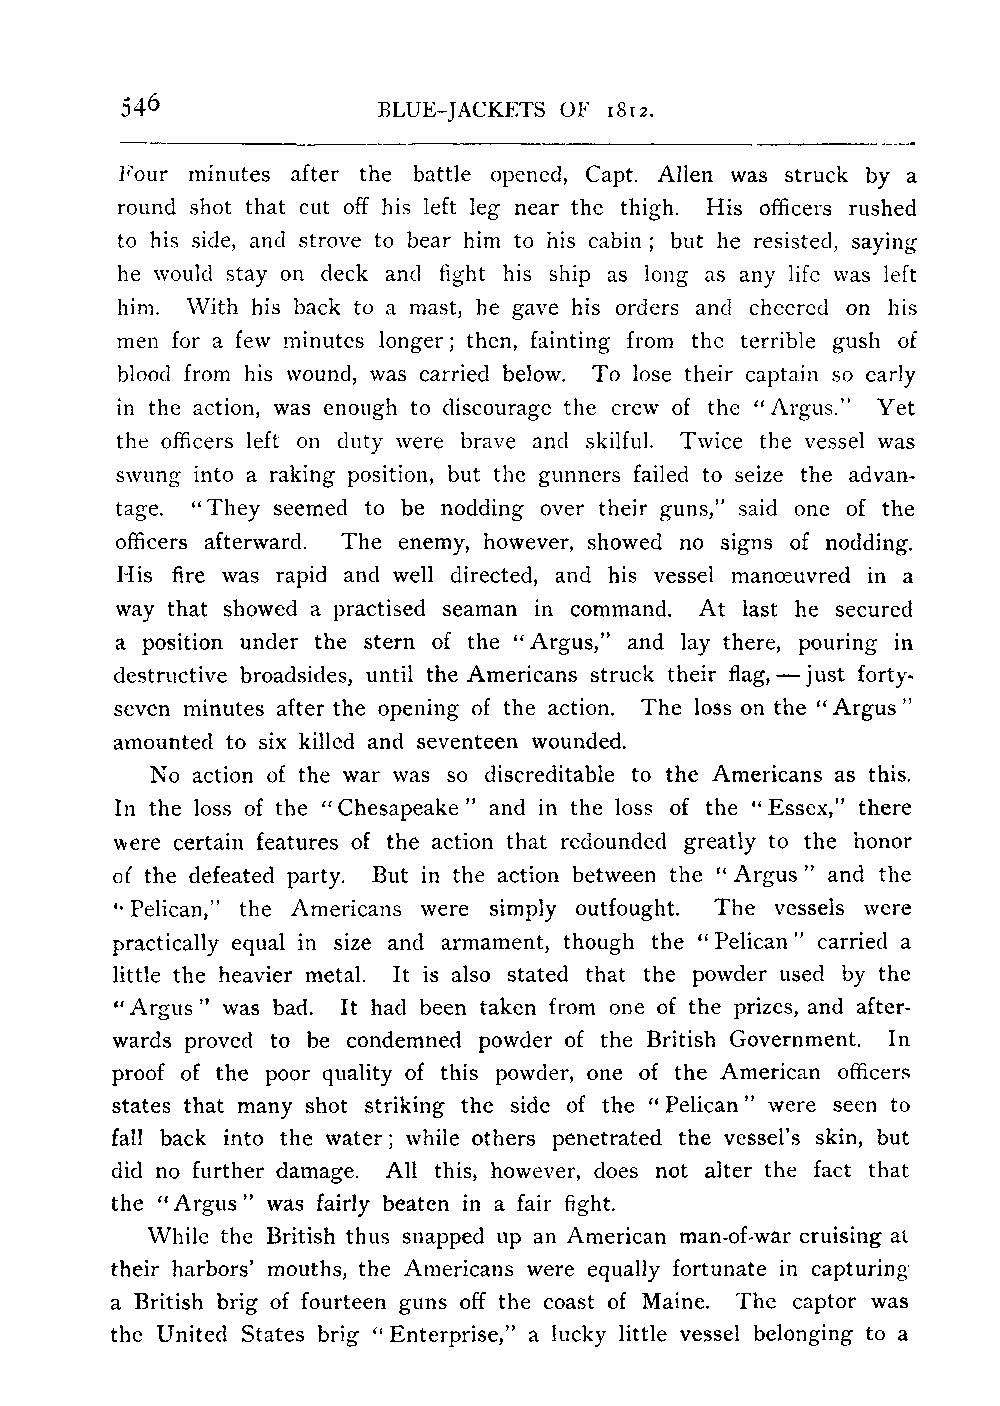 546 BLUE-JACKETS OF 1812.
Four minutes after the battle opened, Capt. Allen was struck by a
round shot that cut off his left leg near the thigh. His officers rushed
to his side, and strove to bear him to his cabin; but he resisted, saying
he would stay on deck and fight his ship as long as any life was left
him. With his back to a mast, he gave his orders and cheered on his
men for a few minutes longer; then, fainting from the terrible gush of
blood from his wound, was carried below. To lose their captain so early
in the action, was enough to discourage the crew of the "Argus." Yet
the officers left on duty were brave and skilful. Twice the vessel was
swung into a raking position, but the gunners failed to seize the advan-
tage. "They seemed to be nodding over their guns," said one of the
officers afterward. The enemy, however, showed no signs of nodding.
His fire was rapid and well directed, and his vessel manœuvred in a
way that showed a practised seaman in command. At last he secured
a position under the stern of the "Argus," and lay there, pouring in
destructive broadsides, until the Americans struck their flag,—just forty-
seven minutes after the opening of the action. The loss on the "Argus"
amounted to six killed and seventeen wounded.
No action of the war was so discreditable to the Americans as this.
In the loss of the "Chesapeake" and in the loss of the "Essex," there
were certain features of the action that redounded greatly to the honor
of the defeated party. But in the action between the "Argus" and the
"Pelican," the Americans were simply outfought. The vessels were
practically equal in size and armament, though the "Pelican" carried a
little the heavier metal. It is also stated that the powder used by the
"Argus" was bad. It had been taken from one of the prizes, and after-
wards proved to be condemned powder of the British Government. In
proof of the poor quality of this powder, one of the American officers
states that many shot striking the side of the "Pelican" were seen to
fall back into the water; while others penetrated the vessel's skin, but
did no further damage. All this, however, does not alter the fact that
the "Argus" was fairly beaten in a fair fight.
While the British thus snapped up an American man-of-war cruising at
their harbors' mouths, the Americans were equally fortunate in capturing
a British brig of fourteen guns off the coast of Maine. The captor was
the United States brig "Enterprise," a lucky little vessel belonging to a